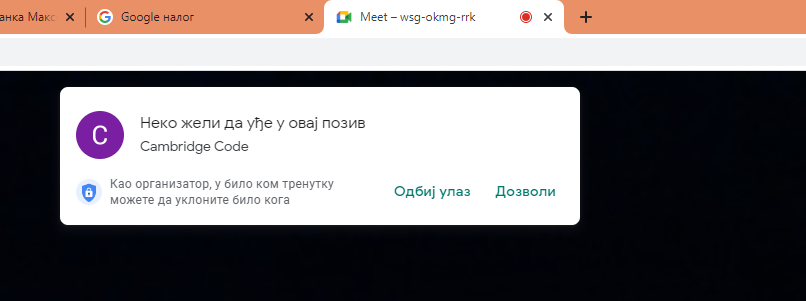 анка Макс
Google налог
Meet – wsg-okmg-rrk
C
Неко жели да уђе у овај позив
Cambridge Code
Као организатор, у било ком тренутку
можете да уклоните било кога
Одбиј улаз
Дозволи